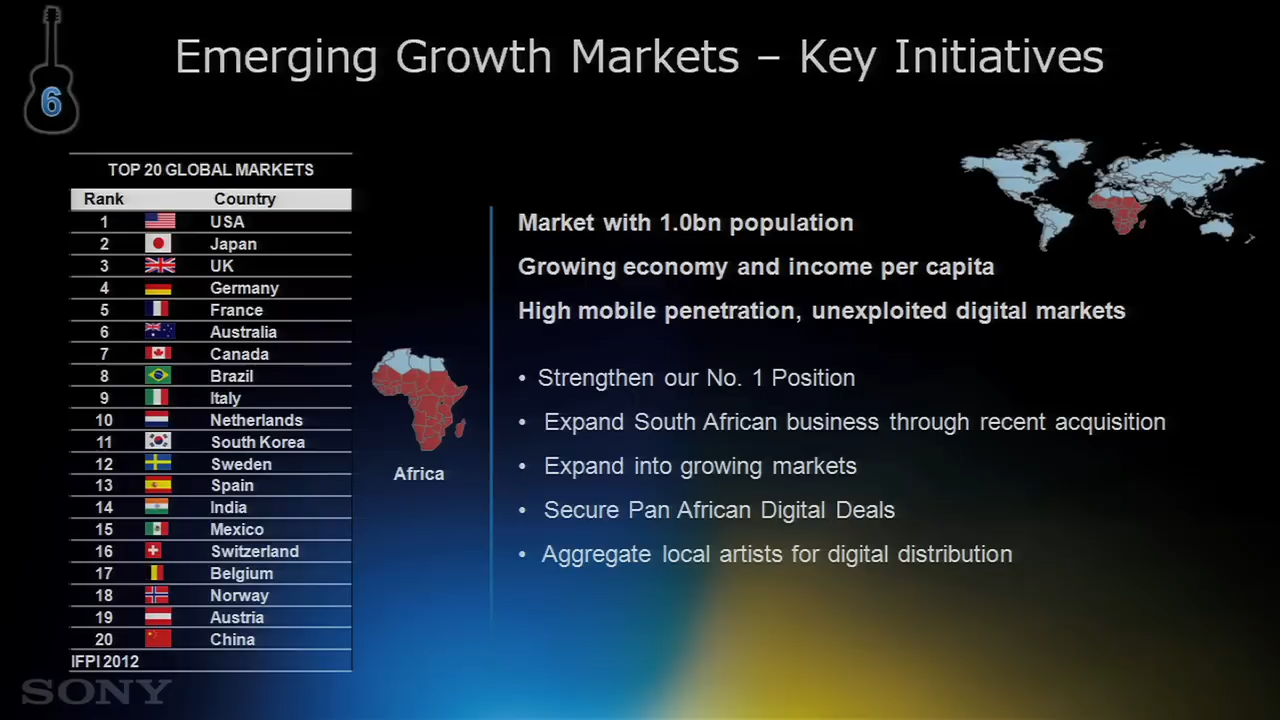 6
Emerging Growth Markets – Key Initiatives
TOP 20 GLOBAL MARKETS
Rank Country
1 USA
2 Japan
3 UK
4 Germany
5 France
6 Australia
7 Canada
8 Brazil
9 Italy
10 Netherlands
11 South Korea
12 Sweden
13 Spain
14 India
15 Mexico
16 Switzerland
17 Belgium
18 Norway
19 Austria
20 China
IFPI 2012
Africa
Market with 1.0bn population
Growing economy and income per capita
High mobile penetration, unexploited digital markets
• Strengthen our No. 1 Position
• Expand South African business through recent acquisition
• Expand into growing markets
• Secure Pan African Digital Deals
• Aggregate local artists for digital distribution
SONY